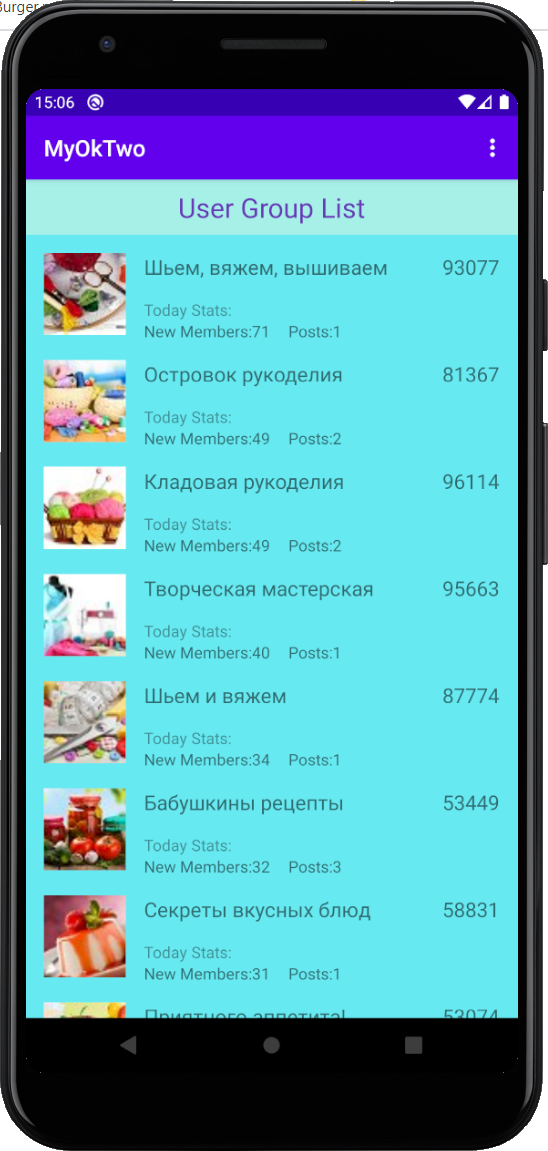 Burger
15:06
MyOkTwo
User Group List
Шьем, вяжем, вышиваем 93077
Today Stats:
New Members:71 Posts:1
Островок рукоделия 81367
Today Stats:
New Members:49 Posts:2
Кладовая рукоделия 96114
Today Stats:
New Members:49 Posts:2
Творческая мастерская 95663
Today Stats:
New Members:40 Posts:1
Шьем и вяжем 87774
Today Stats:
New Members:34 Posts:1
Бабушкины рецепты 53449
Today Stats:
New Members:32 Posts:3
Секреты вкусных блюд 58831
Today Stats:
New Members:31 Posts:1
Приятного аппетита! 53074